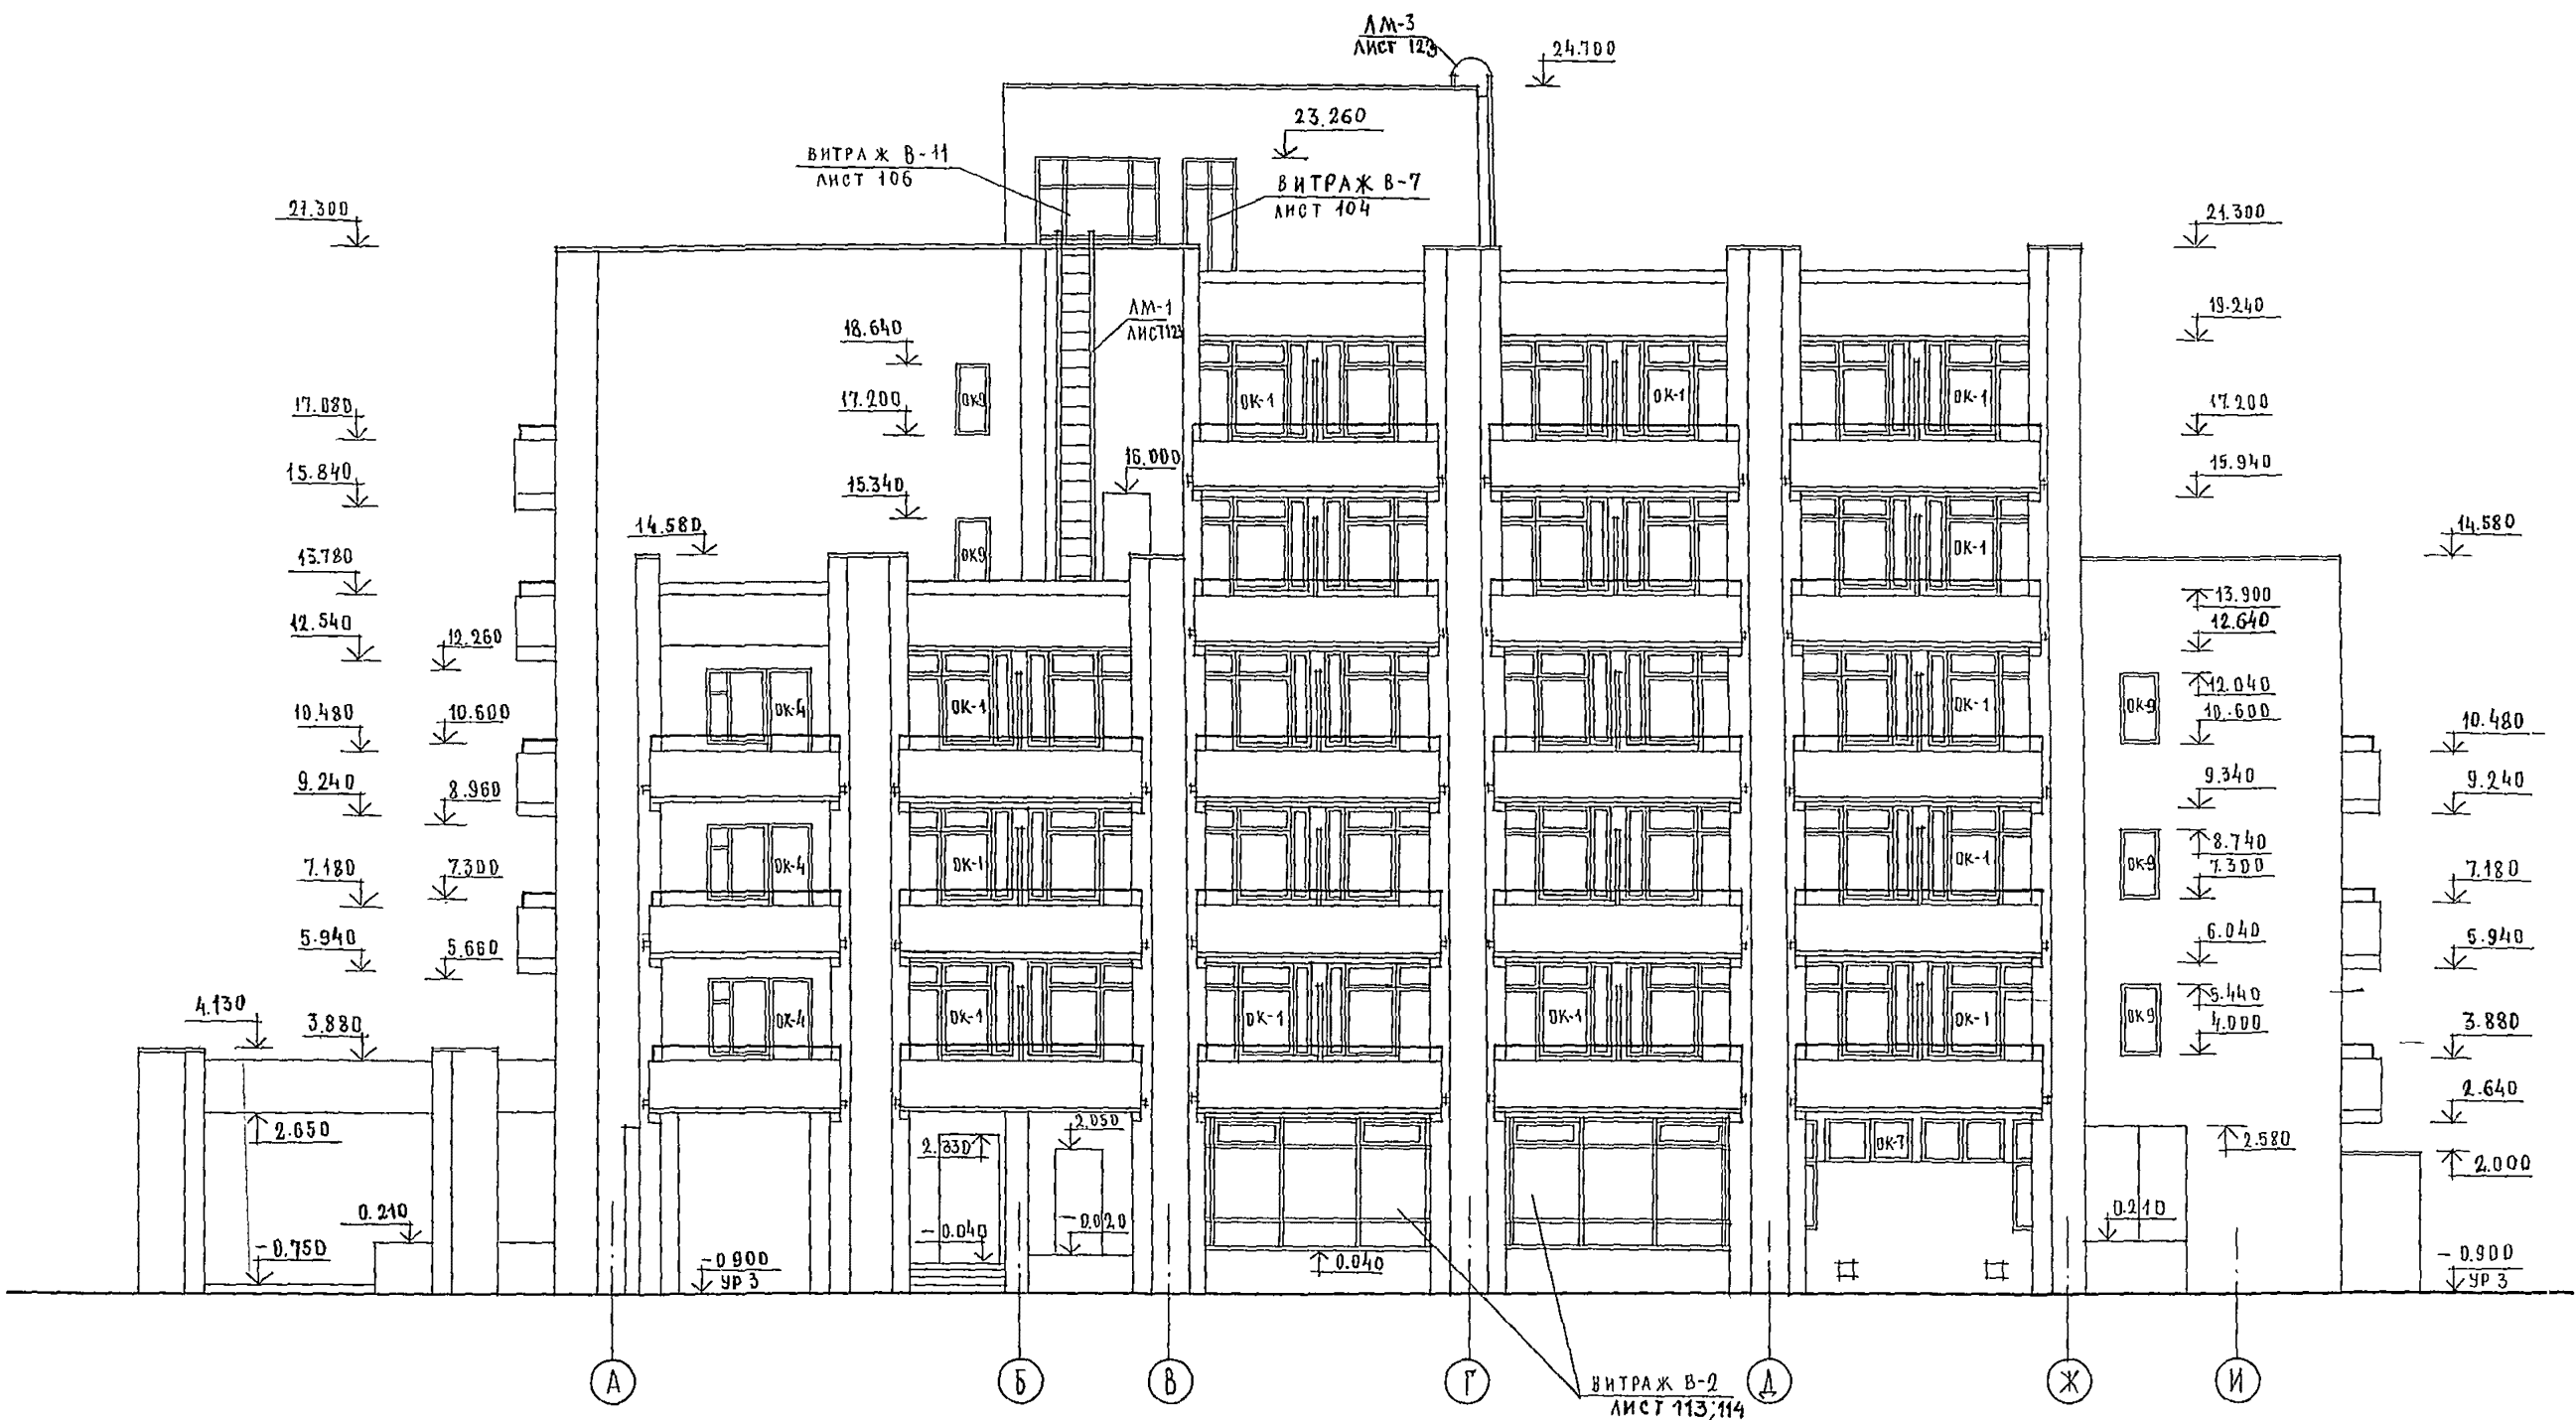 ЛМ-3
ЛИСТ 123
24.700
23.260
ВИТРАЖ В-11
ЛИСТ 106
ВИТРАЖ В-7
ЛИСТ 104
21.300
21.300
ЛМ-1
ЛИСТ123
19.240
18.640
17.080
17.200
17.200
ОК9
ОК-1
ОК-1
ОК-1
15.840
15.340
16.000
15.940
14.580
14.580
ОК9
ОК-1
13.780
13.900
12.540
12.260
12.640
12.040
10.480
10.600
ОК-4
ОК-1
ОК-1
ОК-9
10.600
10.480
9.240
8.960
9.340
9.240
8.740
7.180
7.300
ОК-4
ОК-1
ОК-1
ОК-9
7.300
7.180
5.940
5.660
6.040
5.940
5.440
4.130
3.880
ОК-4
ОК-1
ОК-1
ОК-1
ОК-1
ОК9
4.000
3.880
2.640
2.650
2.330
2.050
ОК-7
2.580
2.000
0.210
-0.040
-0.020
0.210
-0.750
-0.900
УР З
0.040
-0.900
УР З
А
Б
В
Г
Д
Ж
И
ВИТРАЖ В-2
ЛИСТ 113;114